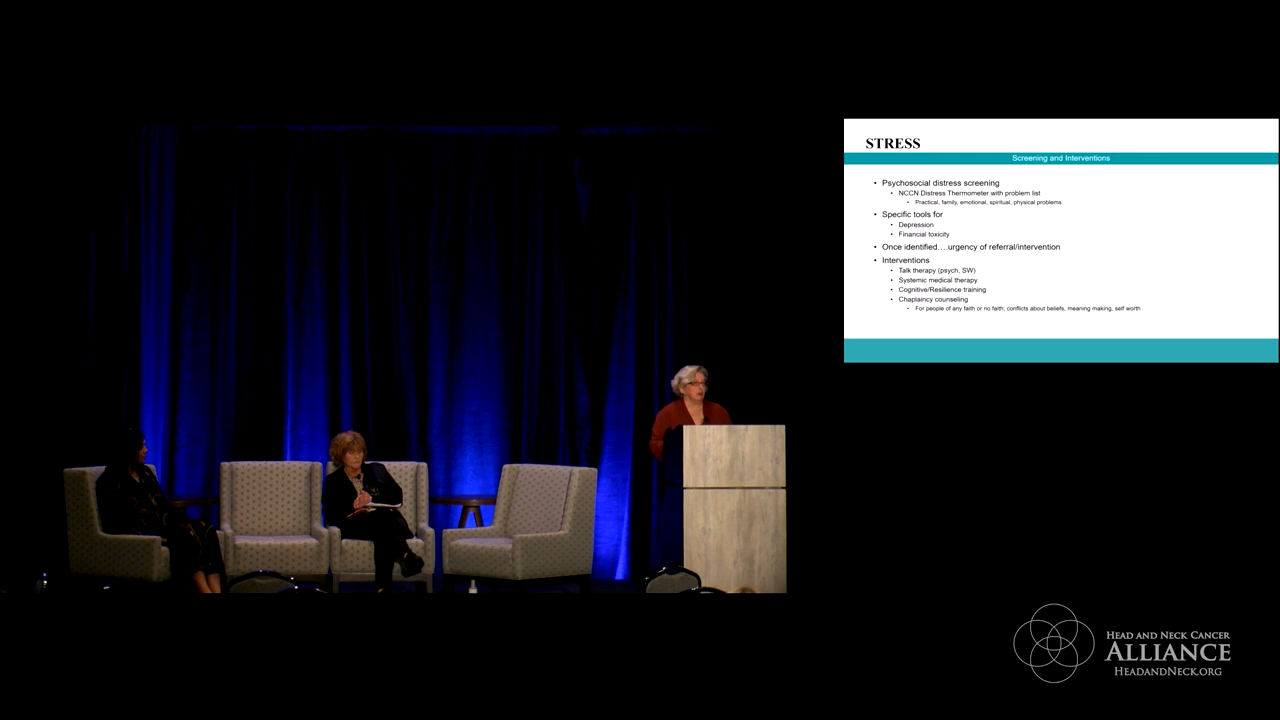 STRESS
Screening and Interventions
• Psychosocial distress screening
• NCCN Distress Thermometer with problem list
• Practical, family, emotional, spiritual, physical problems
• Specific tools for
• Depression
• Financial toxicity
• Once identified….urgency of referral/intervention
• Interventions
• Talk therapy (psych, SW)
• Systemic medical therapy
• Cognitive/Resilience training
• Chaplaincy counseling
• For people of any faith or no faith; conflicts about beliefs, meaning making, self worth
HEAD AND NECK CANCER
ALLIANCE
HEADANDNECK.ORG